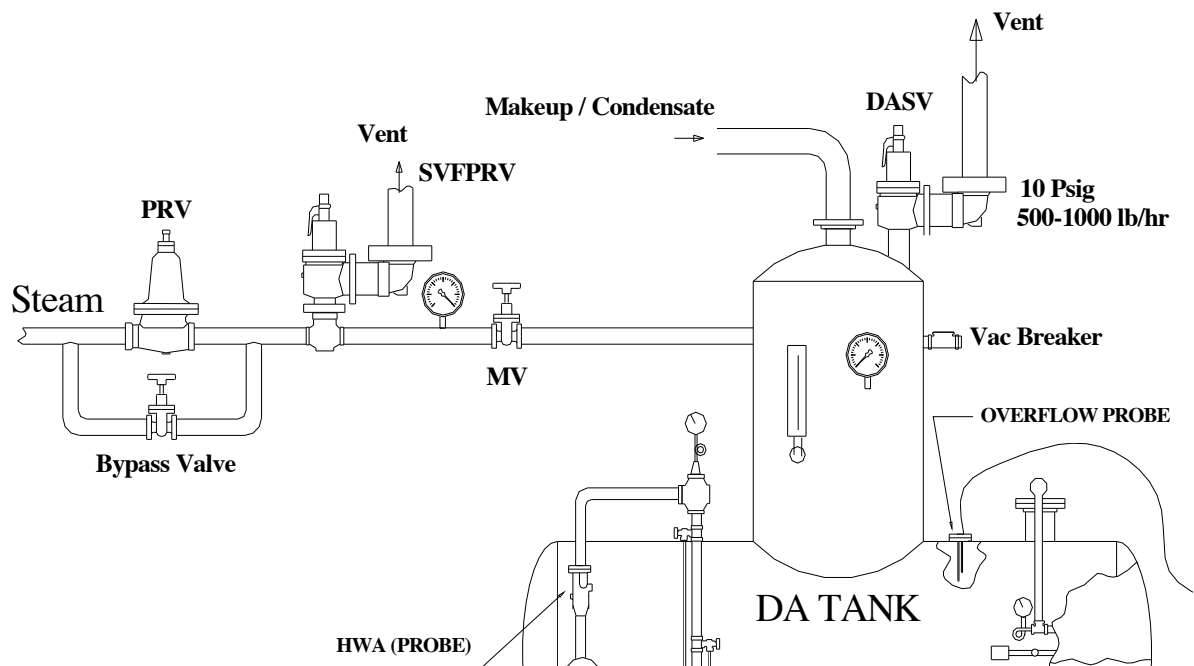 Vent
DASV
Makeup / Condensate
Vent
SVFPRV
10 Psig
500-1000 lb/hr
PRV
Steam
Vac Breaker
MV
OVERFLOW PROBE
Bypass Valve
DA TANK
HWA (PROBE)